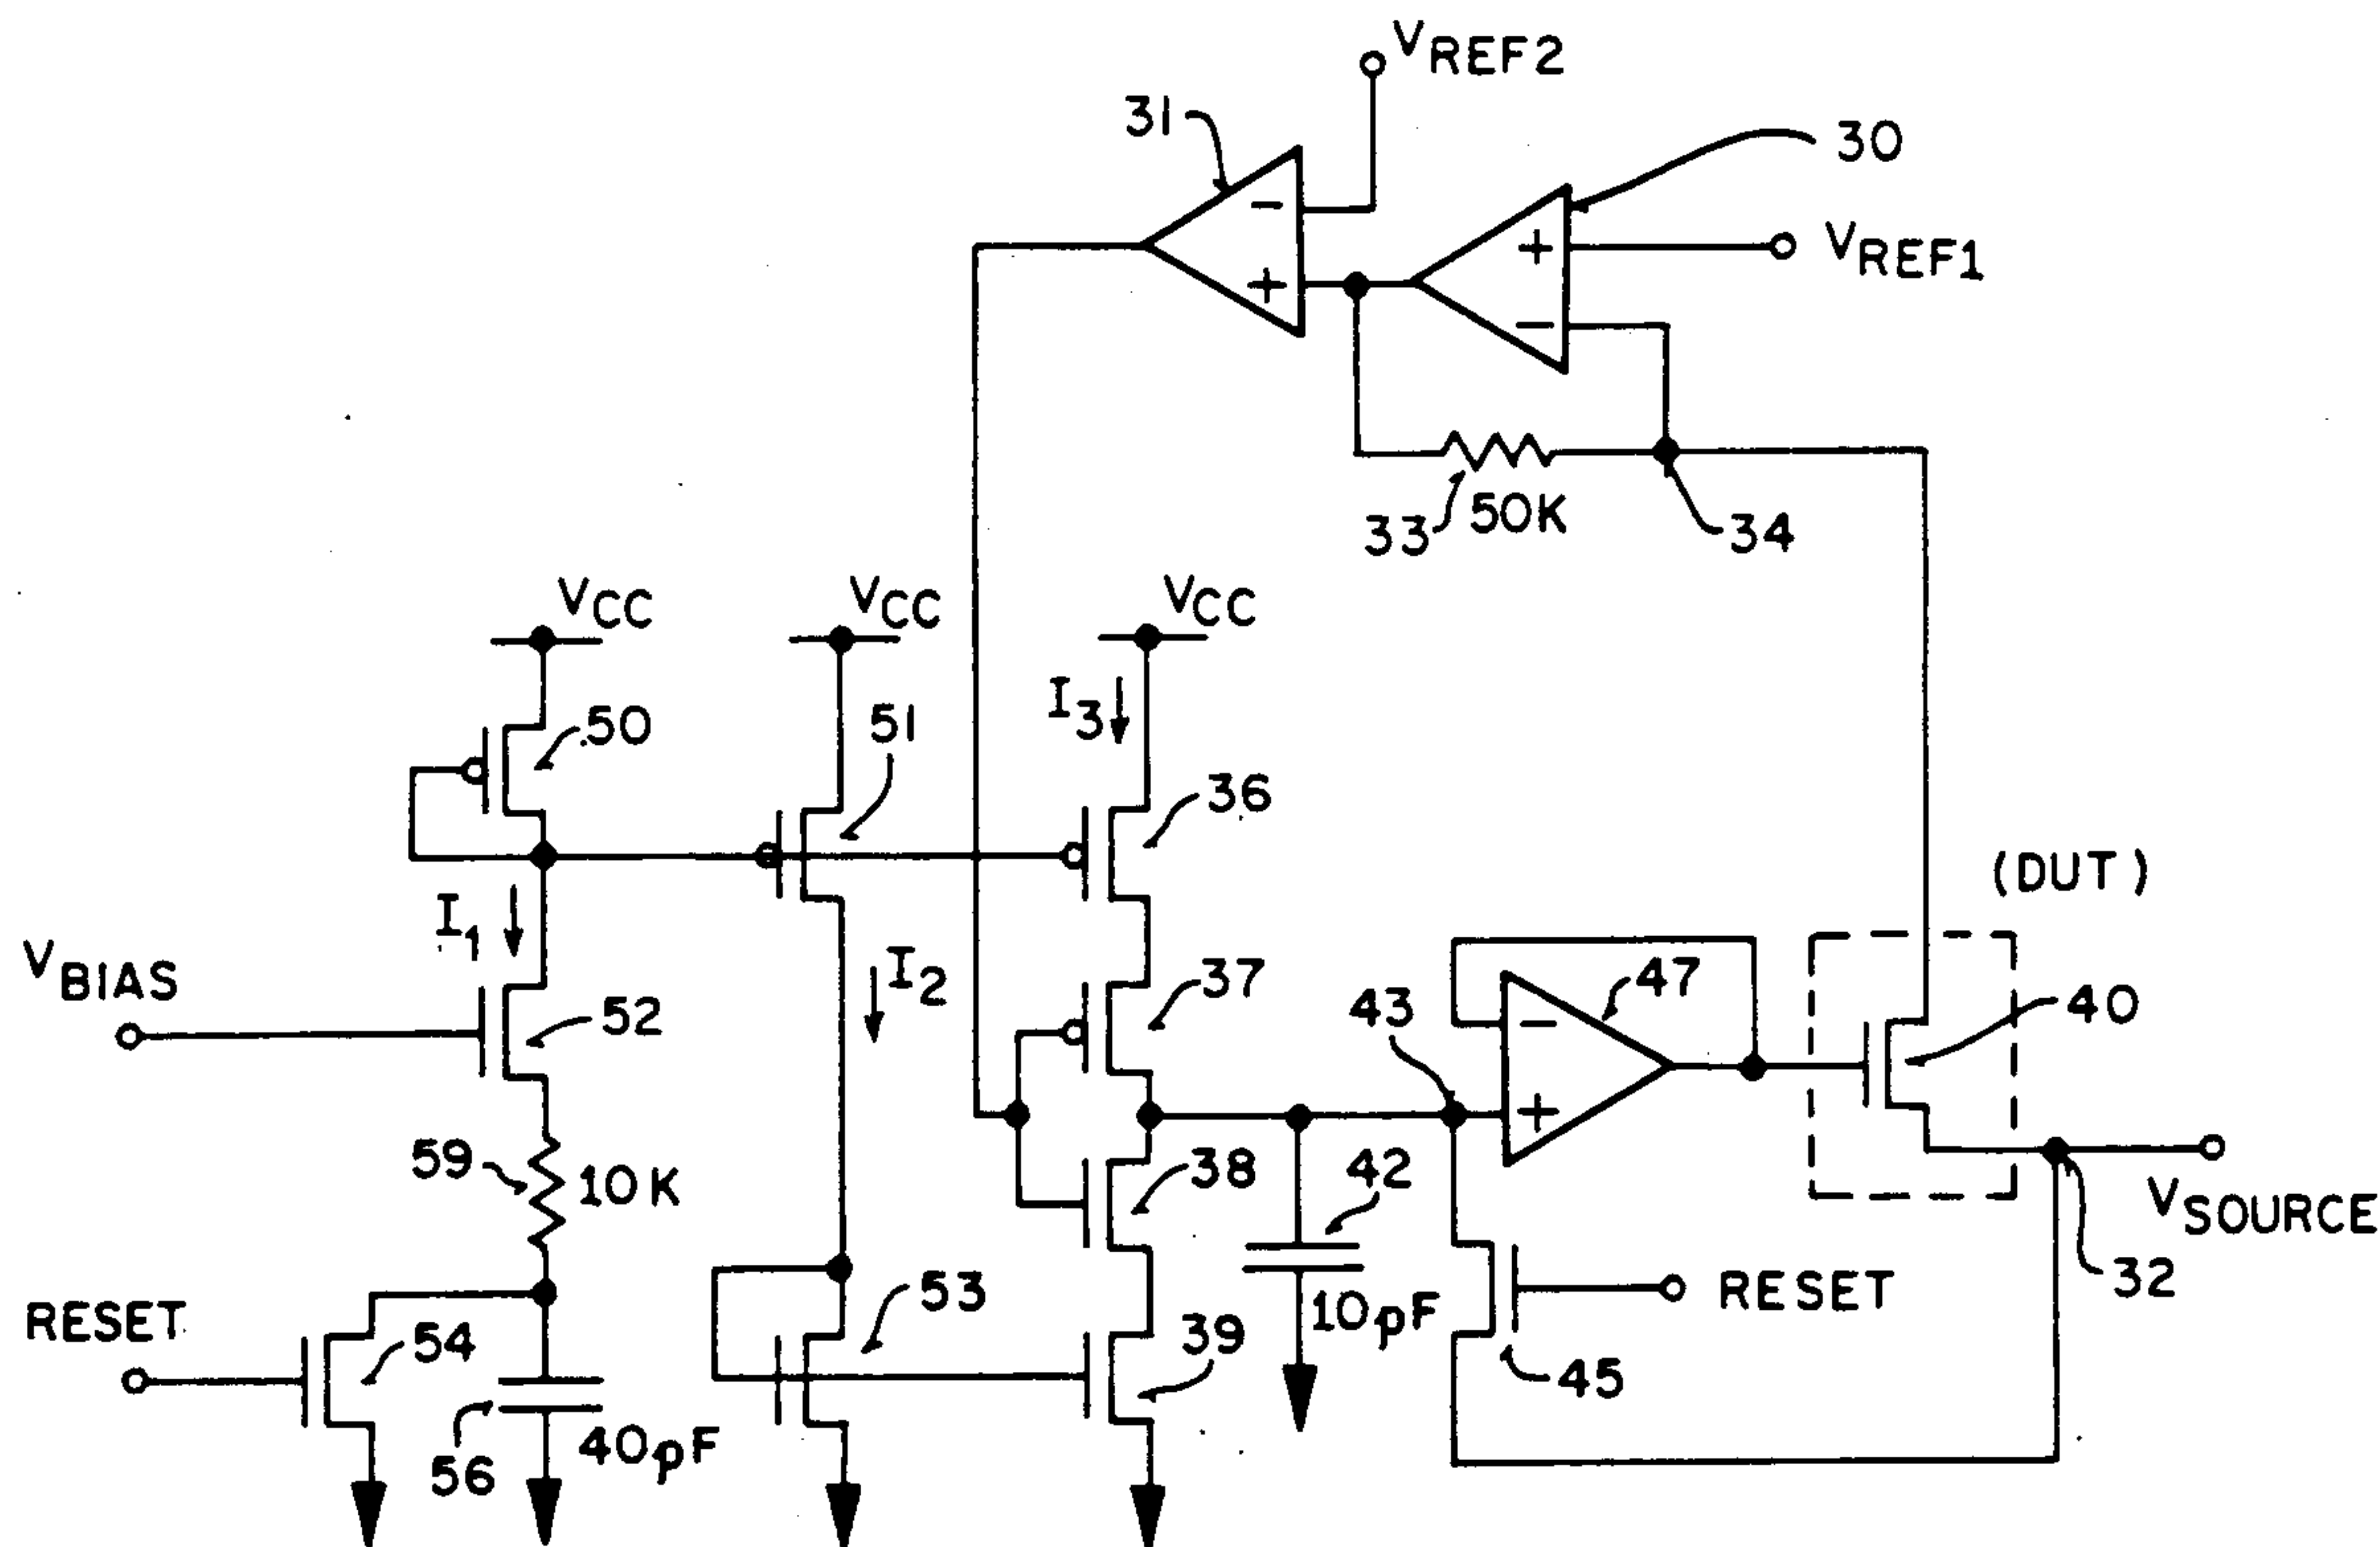 VREF2
31
30
VREF1
33
50K
34
VCC
VCC
VCC
50
51
I3
36
(DUT)
I1
VBIAS
I2
37
43
47
40
52
59
10K
38
42
VSOURCE
32
RESET
54
53
10pF
39
RESET
45
56
40pF